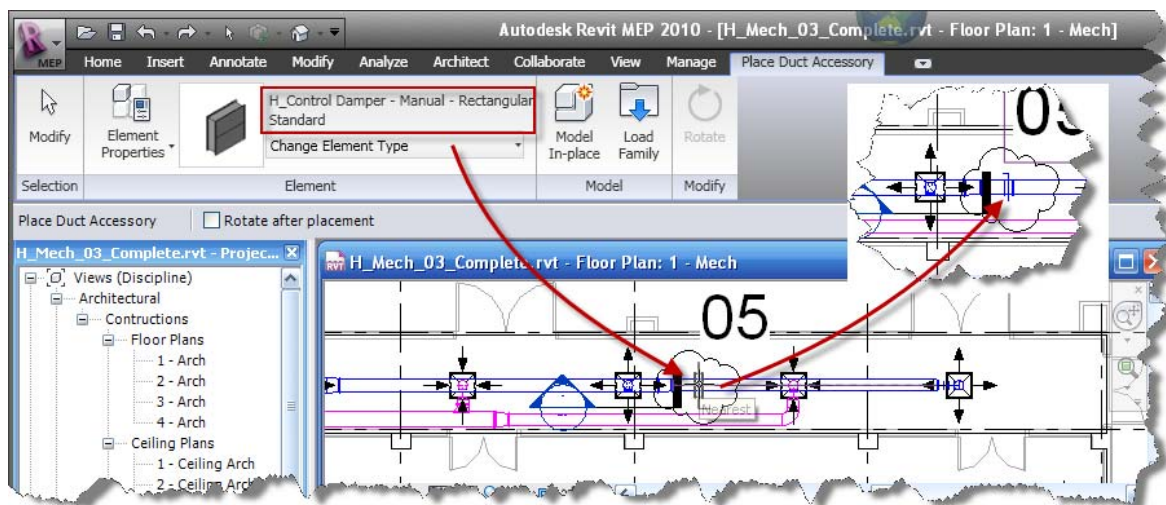 Autodesk Revit MEP 2010 - [H_Mech_03_Complete.rvt - Floor Plan: 1 - Mech]
MEP Home Insert Annotate Modify Analyze Architect Collaborate View Manage Place Duct Accessory
H_Control Damper - Manual - Rectangular
Standard
Change Element Type
Modify
Element
Properties
Model
In-place
Load
Family
Rotate
Selection Element Model Modify
05
Place Duct Accessory Rotate after placement
H_Mech_03_Complete.rvt - Projec...
Views (Discipline)
Architectural
Contructions
Floor Plans
1 - Arch
2 - Arch
3 - Arch
4 - Arch
Ceiling Plans
1 - Ceiling Arch
2 - Ceiling Arch
RVT H_Mech_03_Complete.rvt - Floor Plan: 1 - Mech
05
Nearest